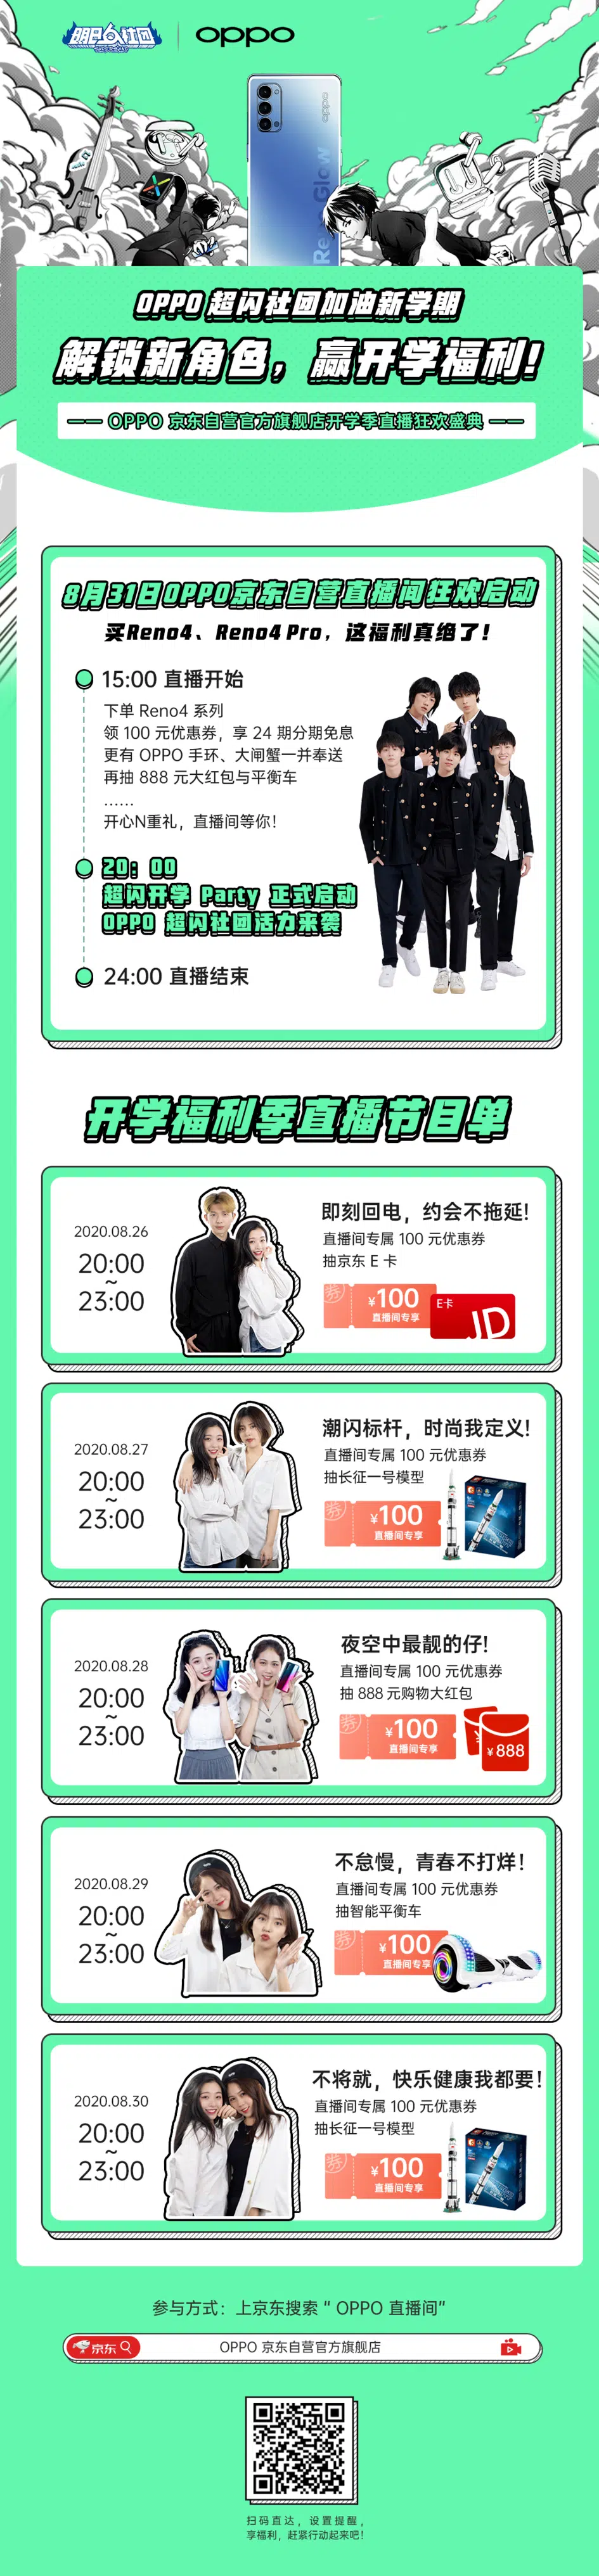 明日社团
oppo
oppo
Reno Glow
OPPO 超闪社团加油新学期
解锁新角色，赢开学福利！
—— OPPO 京东自营官方旗舰店开学季直播狂欢盛典 ——
8月31日OPPO京东自营直播间狂欢启动
买Reno4、Reno4 Pro，这福利真绝了！
15:00 直播开始
下单 Reno4 系列
领 100 元优惠券，享 24 期分期免息
更有 OPPO 手环、大闸蟹一并奉送
再抽 888 元大红包与平衡车
……
开心N重礼，直播间等你！
20：00
超闪开学 Party 正式启动
OPPO 超闪社团活力来袭
24:00 直播结束
开学福利季直播节目单
2020.08.26
20:00
~
23:00
即刻回电，约会不拖延！
直播间专属 100 元优惠券
抽京东 E 卡
券
¥100
直播间专享
E卡
JD
2020.08.27
20:00
~
23:00
潮闪标杆，时尚我定义！
直播间专属 100 元优惠券
抽长征一号模型
券
¥100
直播间专享
2020.08.28
20:00
~
23:00
夜空中最靓的仔！
直播间专属 100 元优惠券
抽 888 元购物大红包
券
¥100
直播间专享
¥888
2020.08.29
20:00
~
23:00
不怠慢，青春不打烊！
直播间专属 100 元优惠券
抽智能平衡车
券
¥100
直播间专享
2020.08.30
20:00
~
23:00
不将就，快乐健康我都要！
直播间专属 100 元优惠券
抽长征一号模型
券
¥100
直播间专享
参与方式：上京东搜索“ OPPO 直播间”
京东
OPPO 京东自营官方旗舰店
扫码直达，设置提醒，
享福利，赶紧行动起来吧！